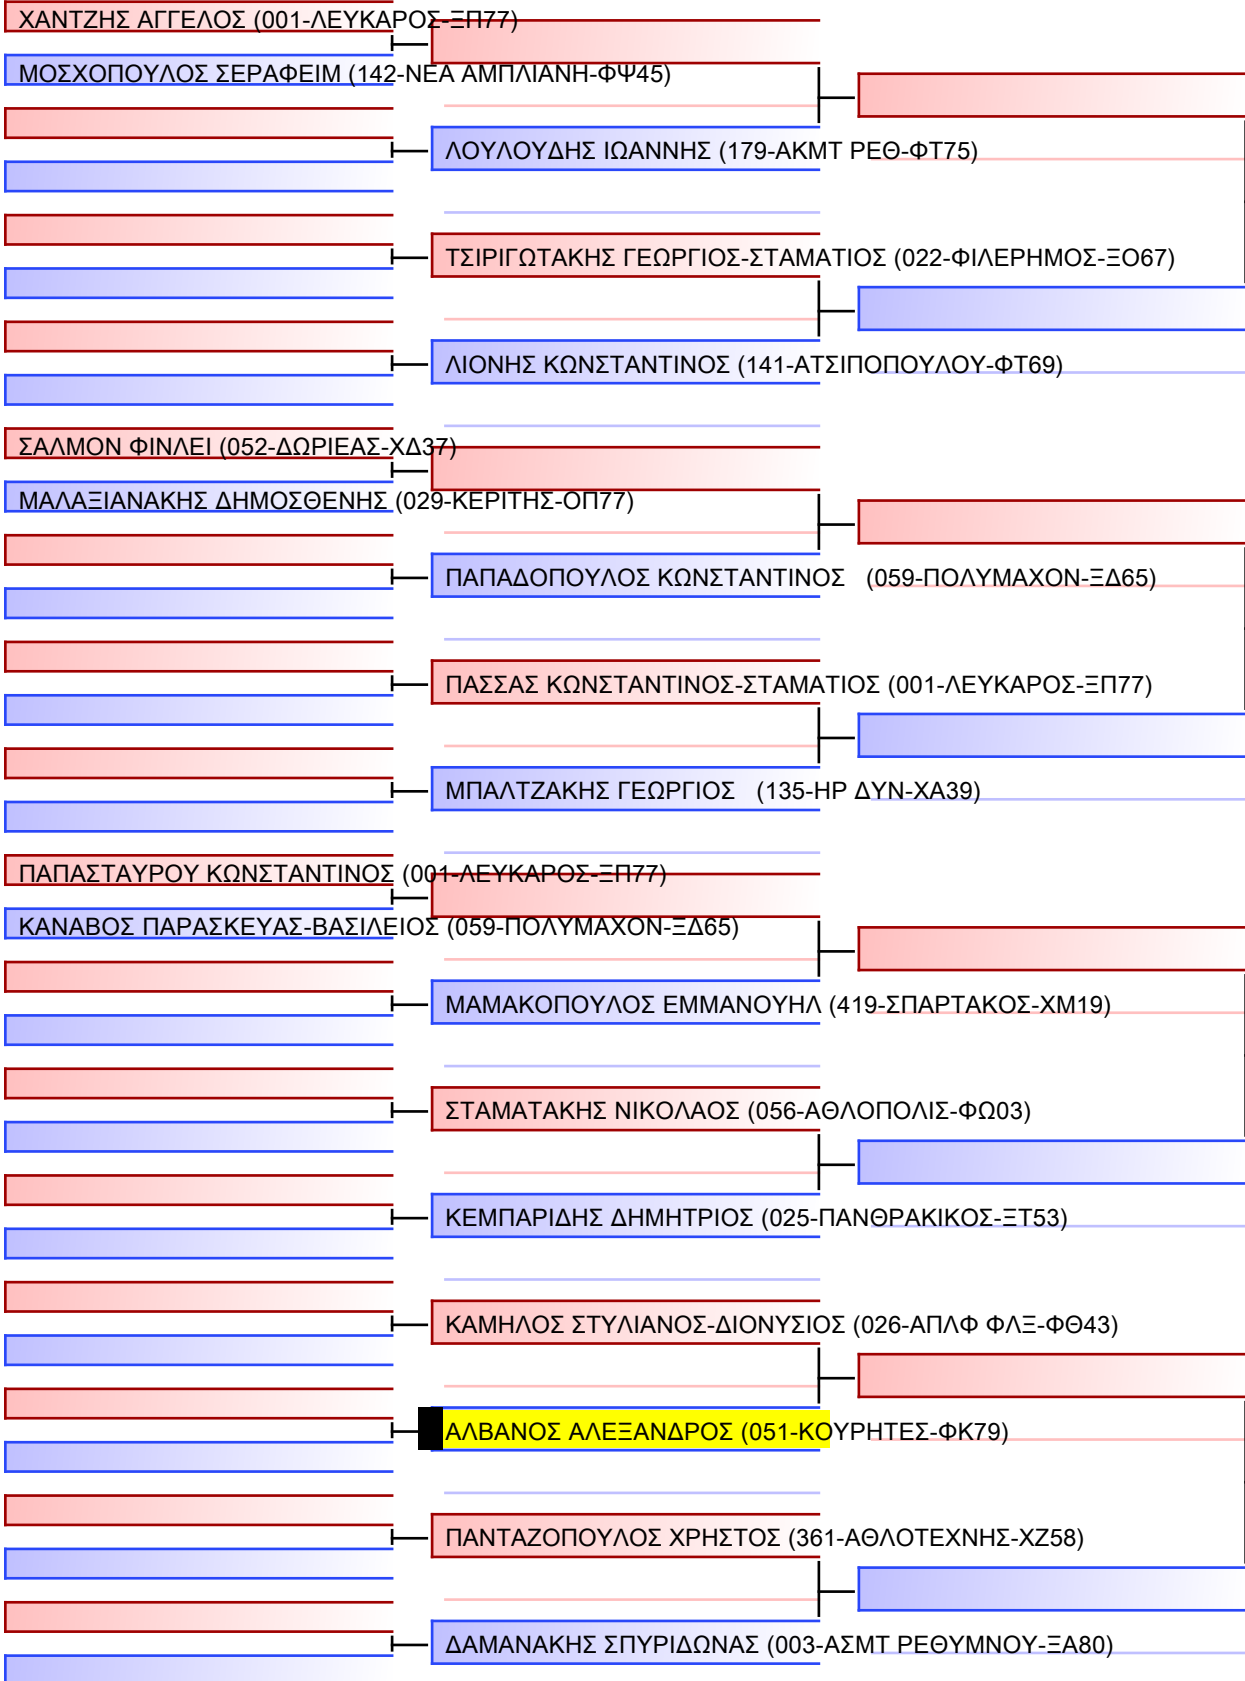 ΧΑΝΤΖΗΣ ΑΓΓΕΛΟΣ (001-ΛΕΥΚΑΡΟΣ-ΞΠ77)
ΜΟΣΧΟΠΟΥΛΟΣ ΣΕΡΑΦΕΙΜ (142-ΝΕΑ ΑΜΠΛΙΑΝΗ-ΦΨ45)
ΛΟΥΛΟΥΔΗΣ ΙΩΑΝΝΗΣ (179-ΑΚΜΤ ΡΕΘ-ΦΤ75)
ΤΣΙΡΙΓΩΤΑΚΗΣ ΓΕΩΡΓΙΟΣ-ΣΤΑΜΑΤΙΟΣ (022-ΦΙΛΕΡΗΜΟΣ-ΞΟ67)
ΛΙΟΝΗΣ ΚΩΝΣΤΑΝΤΙΝΟΣ (141-ΑΤΣΙΠΟΠΟΥΛΟΥ-ΦΤ69)
ΣΑΛΜΟΝ ΦΙΝΛΕΙ (052-ΔΩΡΙΕΑΣ-ΧΔ37)
ΜΑΛΑΞΙΑΝΑΚΗΣ ΔΗΜΟΣΘΕΝΗΣ (029-ΚΕΡΙΤΗΣ-ΟΠ77)
ΠΑΠΑΔΟΠΟΥΛΟΣ ΚΩΝΣΤΑΝΤΙΝΟΣ (059-ΠΟΛΥΜΑΧΟΝ-ΞΔ65)
ΠΑΣΣΑΣ ΚΩΝΣΤΑΝΤΙΝΟΣ-ΣΤΑΜΑΤΙΟΣ (001-ΛΕΥΚΑΡΟΣ-ΞΠ77)
ΜΠΑΛΤΖΑΚΗΣ ΓΕΩΡΓΙΟΣ (135-ΗΡ ΔΥΝ-ΧΑ39)
ΠΑΠΑΣΤΑΥΡΟΥ ΚΩΝΣΤΑΝΤΙΝΟΣ (001-ΛΕΥΚΑΡΟΣ-ΞΠ77)
ΚΑΝΑΒΟΣ ΠΑΡΑΣΚΕΥΑΣ-ΒΑΣΙΛΕΙΟΣ (059-ΠΟΛΥΜΑΧΟΝ-ΞΔ65)
ΜΑΜΑΚΟΠΟΥΛΟΣ ΕΜΜΑΝΟΥΗΛ (419-ΣΠΑΡΤΑΚΟΣ-ΧΜ19)
ΣΤΑΜΑΤΑΚΗΣ ΝΙΚΟΛΑΟΣ (056-ΑΘΛΟΠΟΛΙΣ-ΦΩ03)
ΚΕΜΠΑΡΙΔΗΣ ΔΗΜΗΤΡΙΟΣ (025-ΠΑΝΘΡΑΚΙΚΟΣ-ΞΤ53)
ΚΑΜΗΛΟΣ ΣΤΥΛΙΑΝΟΣ-ΔΙΟΝΥΣΙΟΣ (026-ΑΠΛΦ ΦΛΞ-ΦΘ43)
ΑΛΒΑΝΟΣ ΑΛΕΞΑΝΔΡΟΣ (051-ΚΟΥΡΗΤΕΣ-ΦΚ79)
ΠΑΝΤΑΖΟΠΟΥΛΟΣ ΧΡΗΣΤΟΣ (361-ΑΘΛΟΤΕΧΝΗΣ-ΧΖ58)
ΔΑΜΑΝΑΚΗΣ ΣΠΥΡΙΔΩΝΑΣ (003-ΑΣΜΤ ΡΕΘΥΜΝΟΥ-ΞΑ80)